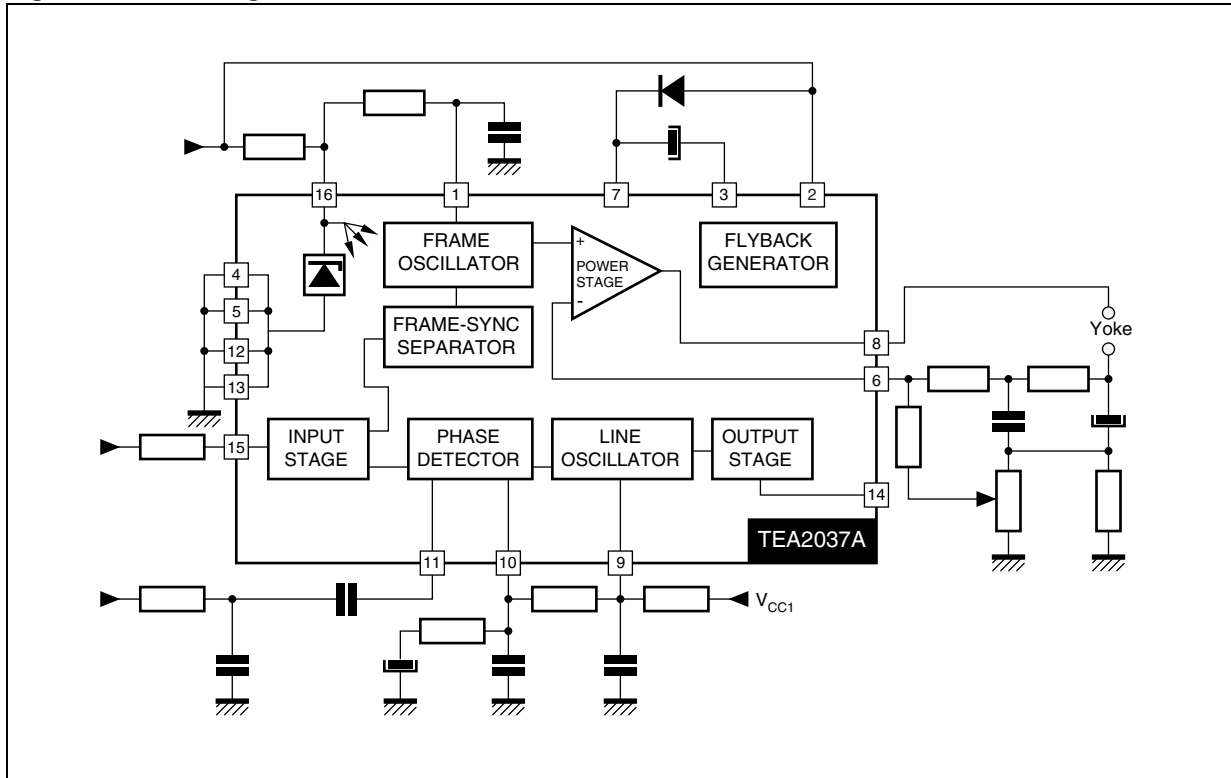 7
3
2
16
1
FRAME
OSCILLATOR
+
POWER
STAGE
-
FLYBACK
GENERATOR
4
5
12
13
FRAME-SYNC
SEPARATOR
8
Yoke
6
15
INPUT
STAGE
PHASE
DETECTOR
LINE
OSCILLATOR
OUTPUT
STAGE
14
TEA2037A
11
10
9
VCC1